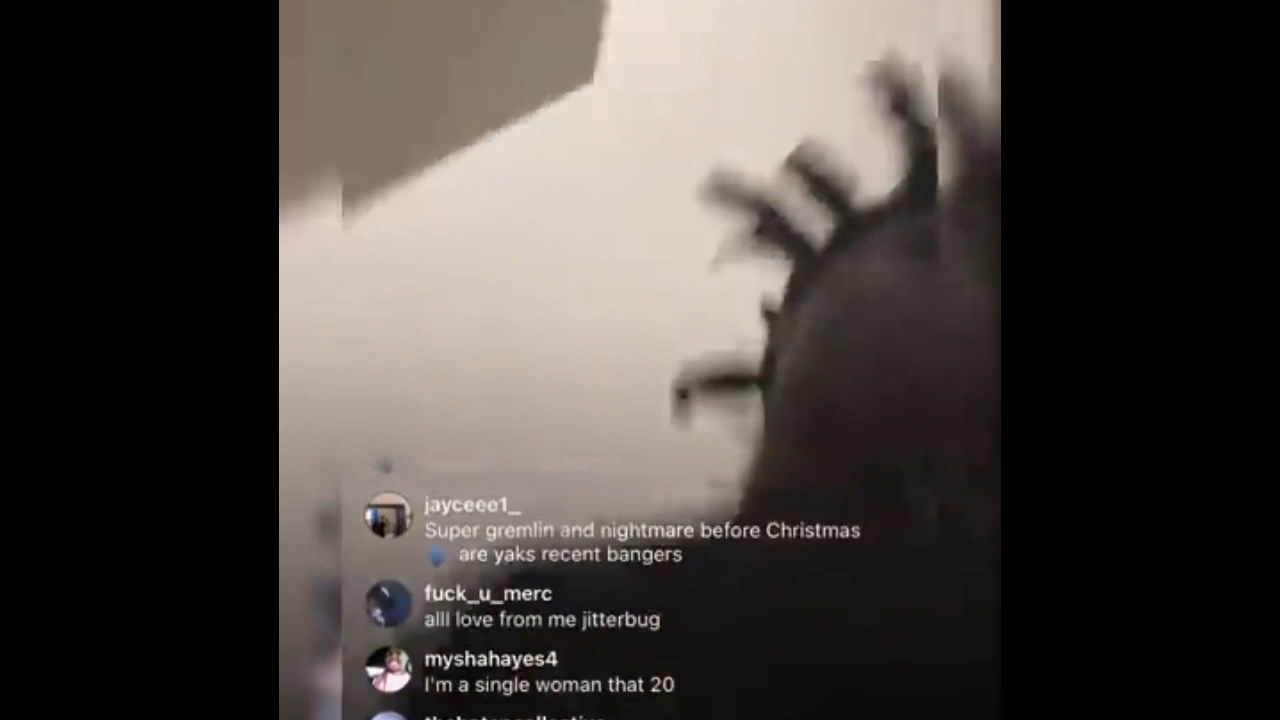 jayceee1_
Super gremlin and nightmare before Christmas
are yaks recent bangers
fuck_u_merc
alll love from me jitterbug
myshahayes4
I'm a single woman that 20